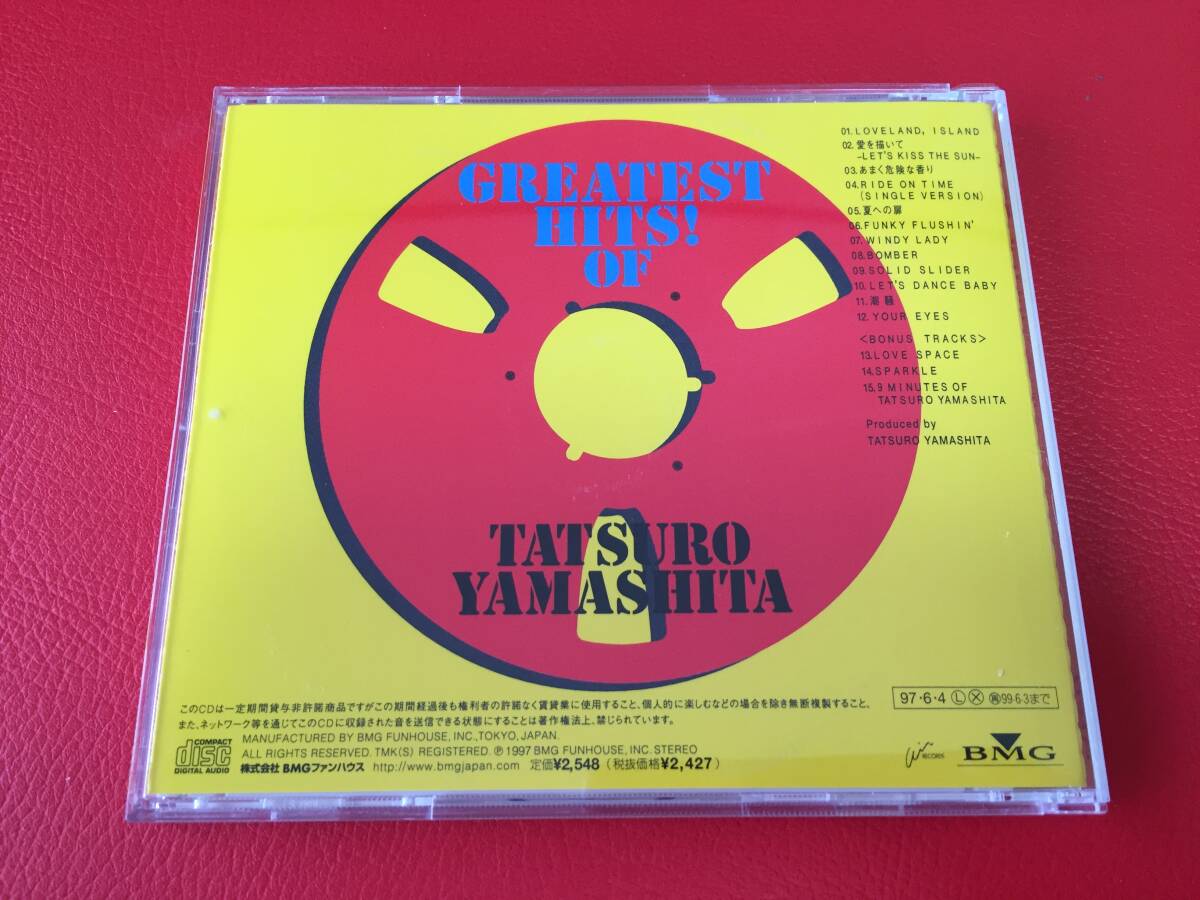 GREATEST
HITS!
OF
TATSURO
YAMASHITA
01.LOVELAND, ISLAND
02.愛を描いて
-LET'S KISS THE SUN-
03.あまく危険な香り
04.RIDE ON TIME
(SINGLE VERSION)
05.夏への扉
06.FUNKY FLUSHIN'
07.WINDY LADY
08.BOMBER
09.SOLID SLIDER
10.LET'S DANCE BABY
11.潮騒
12.YOUR EYES
<BONUS TRACKS>
13.LOVE SPACE
14.SPARKLE
15.9 MINUTES OF
TATSURO YAMASHITA
Produced by
TATSURO YAMASHITA
97・6・4 Ⓛ Ⓧ 99・6・3まで
このCDは一定期間貸与非許諾商品ですがこの期間経過後も権利者の許諾なく賃貸業に使用すること、個人的に楽しむなどの場合を除き無断複製すること、
また、ネットワーク等を通じてこのCDに収録された音を送信できる状態にすることは著作権法上、禁じられています。
COMPACT
disc
DIGITAL AUDIO
MANUFACTURED BY BMG FUNHOUSE, INC.,TOKYO, JAPAN.
ALL RIGHTS RESERVED. TMK(S) REGISTERED. Ⓟ 1997 BMG FUNHOUSE, INC. STEREO
株式会社 BMGファンハウス http://www.bmgjapan.com 定価¥2,548 (税抜価格¥2,427)
RECORDS
BMG